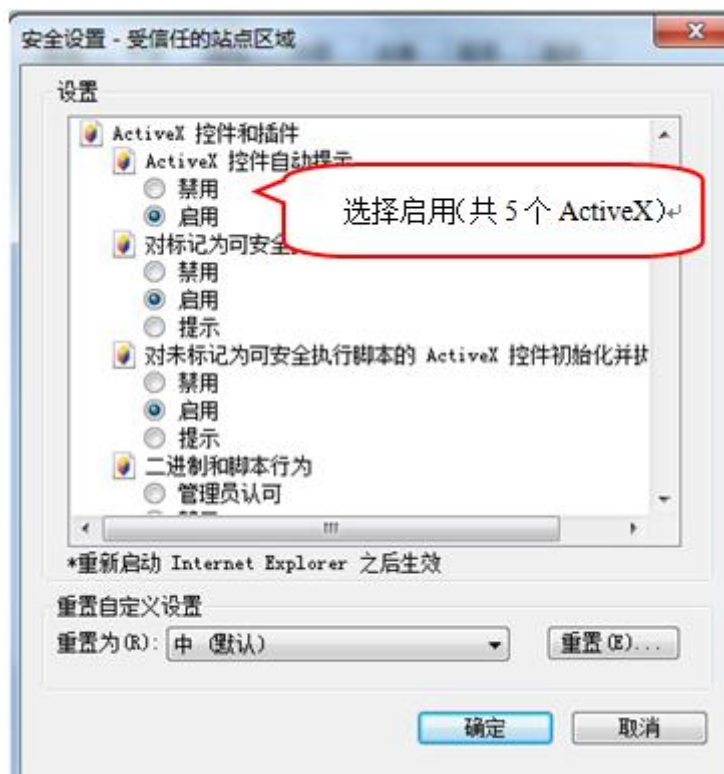 安全设置 - 受信任的站点区域
设置
ActiveX 控件和插件
ActiveX 控件自动提示
禁用
启用
选择启用(共 5 个 ActiveX)↵
对标记为可安全
禁用
启用
提示
对未标记为可安全执行脚本的 ActiveX 控件初始化并执
禁用
启用
提示
二进制和脚本行为
管理员认可
*重新启动 Internet Explorer 之后生效
重置自定义设置
重置为(R): 中 (默认)
重置(E)...
确定
取消